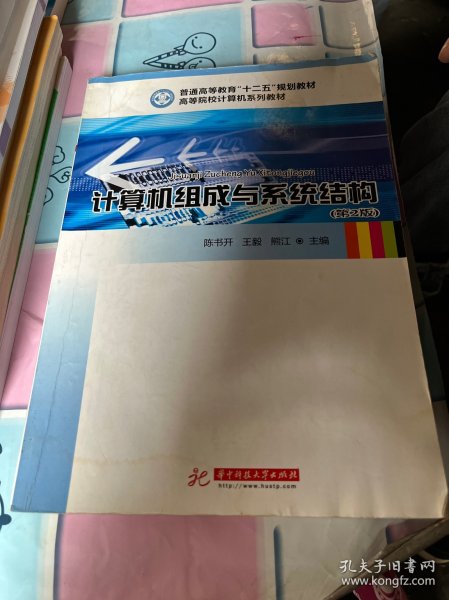 普通高等教育"十二五"规划教材
高等院校计算机系列教材
Jisuanji Zucheng Yu Xitongjiegou
计算机组成与系统结构
(第2版)
陈书开 王毅 熊江 ◎ 主编
华中科技大学出版社
http://www.hustp.com
孔夫子旧书网
www.kongfz.com